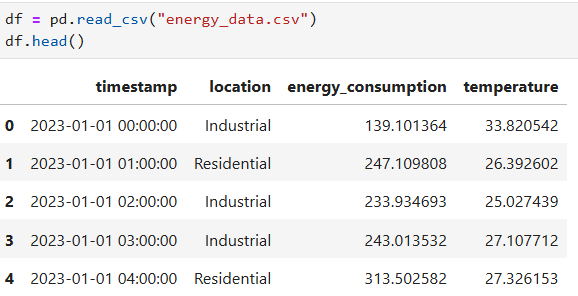 df = pd.read_csv("energy_data.csv")
df.head()
timestamp location energy_consumption temperature
0 2023-01-01 00:00:00 Industrial 139.101364 33.820542
1 2023-01-01 01:00:00 Residential 247.109808 26.392602
2 2023-01-01 02:00:00 Industrial 233.934693 25.027439
3 2023-01-01 03:00:00 Industrial 243.013532 27.107712
4 2023-01-01 04:00:00 Residential 313.502582 27.326153